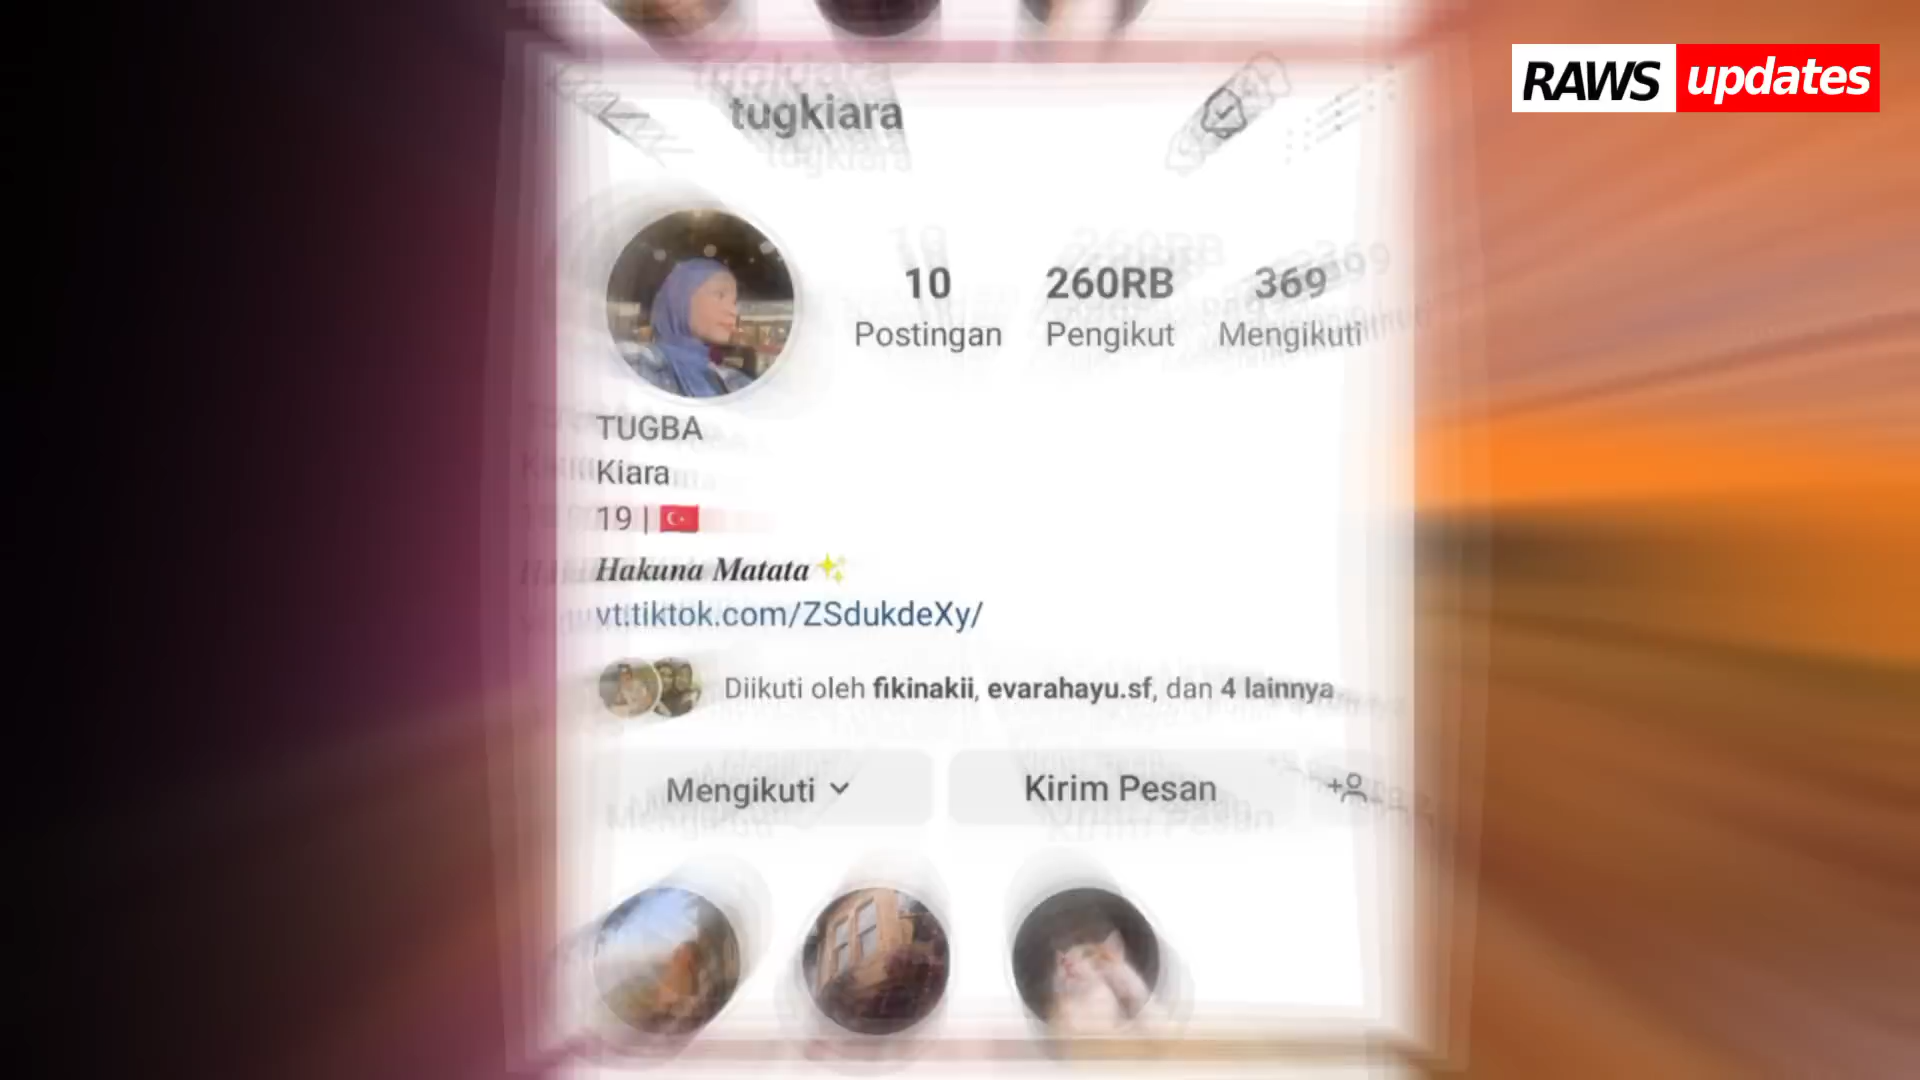 RAWS updates
tugkiara
10 260RB 369
Postingan Pengikut Mengikuti
TUGBA
Kiara
19 |
Hakuna Matata
vt.tiktok.com/ZSdukdeXy/
Diikuti oleh fikinakii, evarahayu.sf, dan 4 lainnya
Mengikuti Kirim Pesan